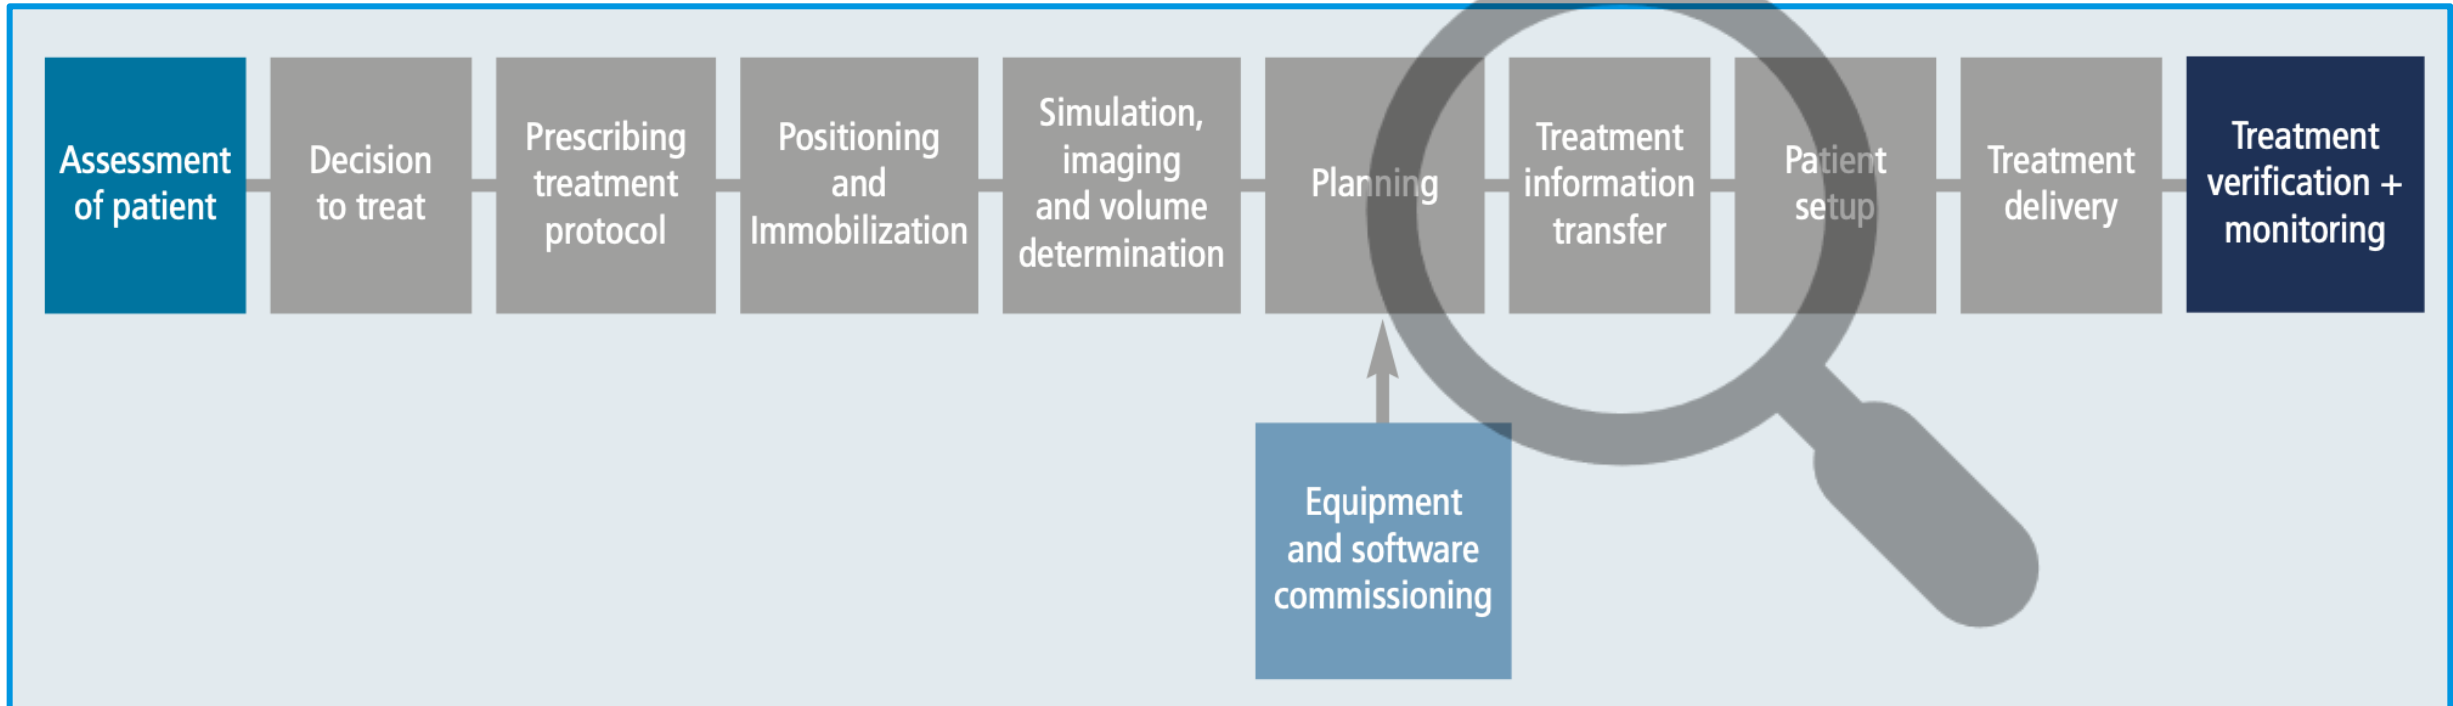 Assessment
of patient
Decision
to treat
Prescribing
treatment
protocol
Positioning
and
Immobilization
Simulation,
imaging
and volume
determination
Planning
Treatment
information
transfer
Patient
setup
Treatment
delivery
Treatment
verification +
monitoring
Equipment
and software
commissioning